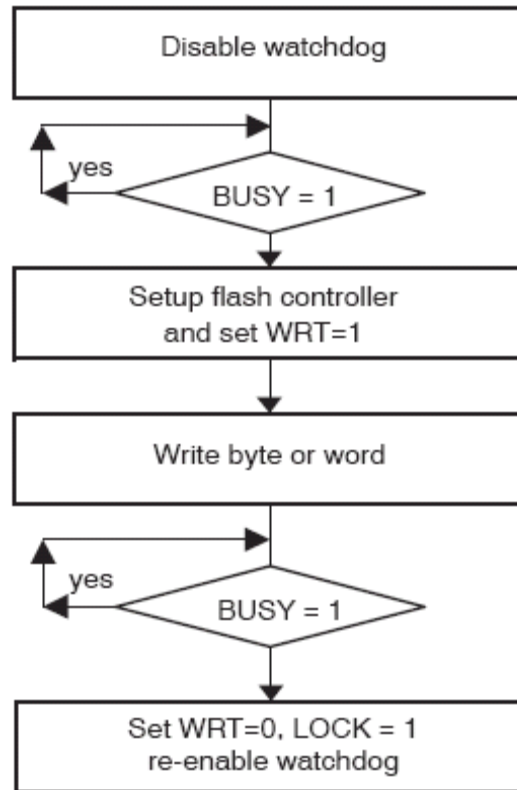 Disable watchdog
yes
BUSY = 1
Setup flash controller
and set WRT=1
Write byte or word
yes
BUSY = 1
Set WRT=0, LOCK = 1
re-enable watchdog